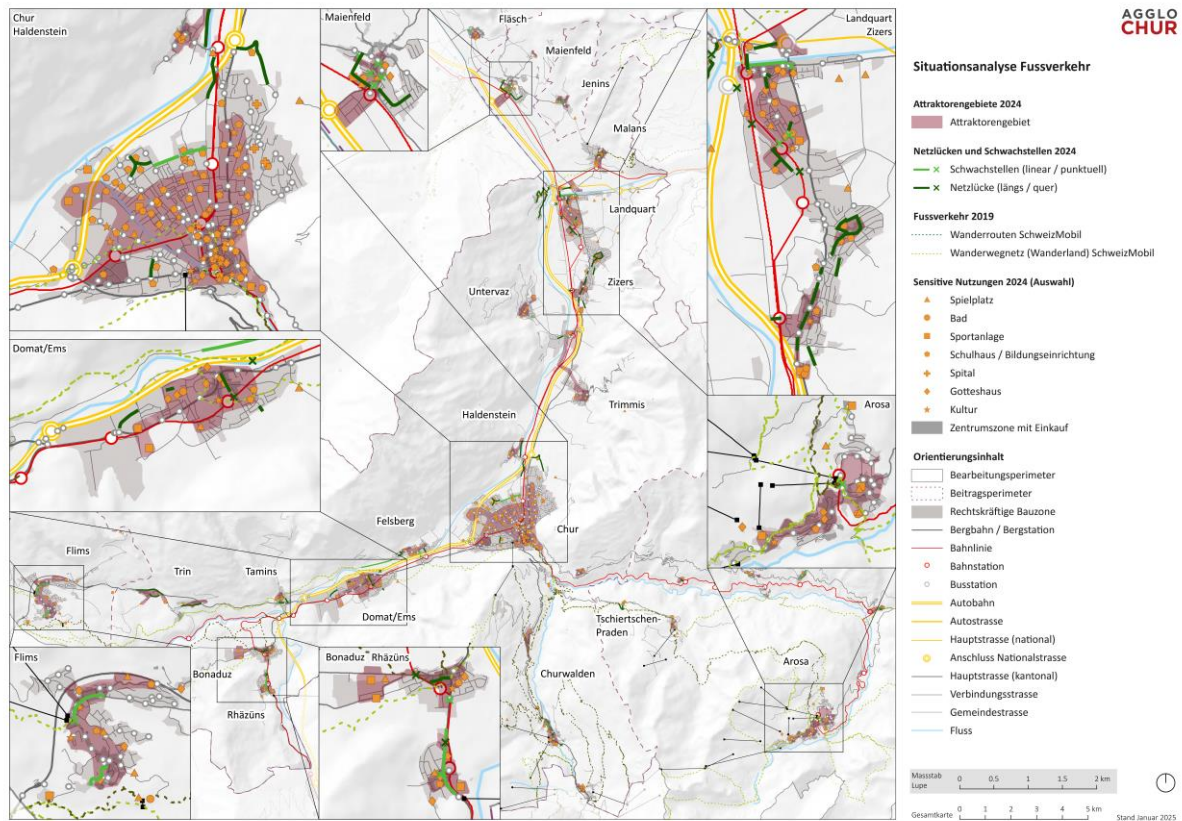 AGGLO
CHUR
Situationsanalyse Fussverkehr
Attraktorengebiete 2024
Attraktorengebiet
Netzlücken und Schwachstellen 2024
Schwachstellen (linear / punktuell)
Netzlücke (längs / quer)
Fussverkehr 2019
Wanderrouten SchweizMobil
Wanderwegnetz (Wanderland) SchweizMobil
Sensitive Nutzungen 2024 (Auswahl)
Spielplatz
Bad
Sportanlage
Schulhaus / Bildungseinrichtung
Spital
Gotteshaus
Kultur
Zentrumszone mit Einkauf
Orientierungsinhalt
Bearbeitungsperimeter
Beitragsperimeter
Rechtskräftige Bauzone
Bergbahn / Bergstation
Bahnlinie
Bahnstation
Busstation
Autobahn
Autostrasse
Hauptstrasse (national)
Anschluss Nationalstrasse
Hauptstrasse (kantonal)
Verbindungsstrasse
Gemeindestrasse
Fluss
Massstab
Lupe
0 0.5 1 1.5 2 km
Gesamtkarte
0 1 2 3 4 5 km
Stand Januar 2025
Chur
Haldenstein
Maienfeld
Fläsch
Maienfeld
Jenins
Malans
Landquart
Zizers
Landquart
Zizers
Untervaz
Trimmis
Haldenstein
Domat/Ems
Arosa
Felsberg
Chur
Flims
Trin
Tamins
Domat/Ems
Tschiertschen-
Praden
Flims
Bonaduz
Rhäzüns
Bonaduz Rhäzüns
Churwalden
Arosa